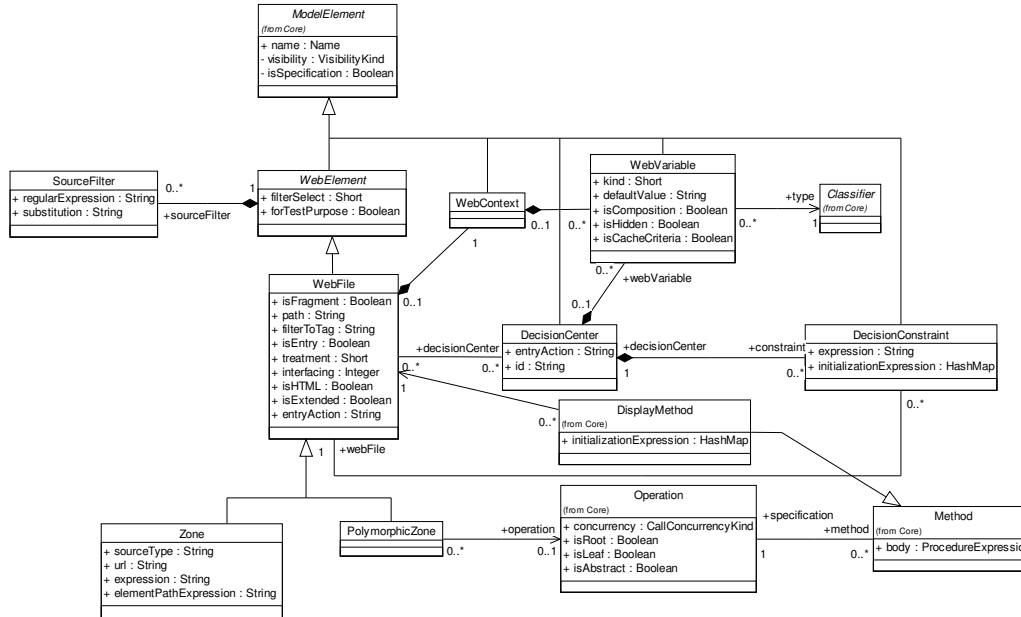 ModelElement
(from Core)
+ name : Name
- visibility : VisibilityKind
- isSpecification : Boolean
SourceFilter
+ regularExpression : String
+ substitution : String
0..*
1
+sourceFilter
WebElement
+ filterSelect : Short
+ forTestPurpose : Boolean
WebContext
0..1
0..*
1
WebVariable
+ kind : Short
+ defaultValue : String
+ isComposition : Boolean
+ isHidden : Boolean
+ isCacheCriteria : Boolean
+type
0..*
1
Classifier
(from Core)
0..*
+webVariable
0..1
WebFile
+ isFragment : Boolean
+ path : String
+ filterToTag : String
+ isEntry : Boolean
+ treatment : Short
+ interfacing : Integer
+ isHTML : Boolean
+ isExtended : Boolean
+ entryAction : String
0..1
+decisionCenter
0..*
0..*
1
DecisionCenter
+ entryAction : String
+ id : String
+decisionCenter
1
+constraint
0..*
DecisionConstraint
+ expression : String
+ initializationExpression : HashMap
0..*
DisplayMethod
(from Core)
+ initializationExpression : HashMap
0..*
1
+webFile
Zone
+ sourceType : String
+ url : String
+ expression : String
+ elementPathExpression : String
PolymorphicZone
+operation
0..*
0..1
Operation
(from Core)
+ concurrency : CallConcurrencyKind
+ isRoot : Boolean
+ isLeaf : Boolean
+ isAbstract : Boolean
+specification
+method
1
0..*
Method
(from Core)
+ body : ProcedureExpressio